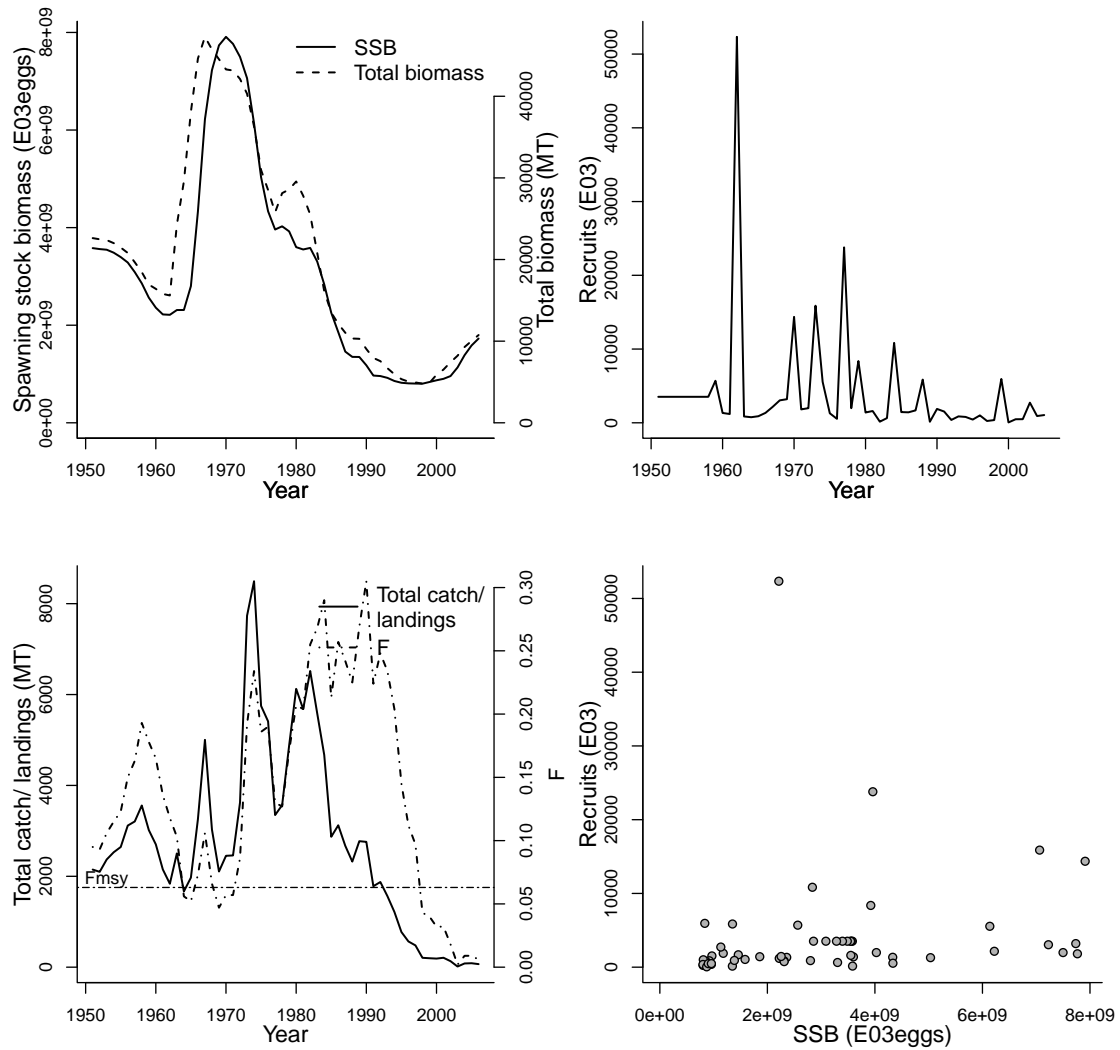 Spawning stock biomass (E03eggs)
0e+00
2e+09
4e+09
6e+09
8e+09
SSB
Total biomass
Total biomass (MT)
0
10000
20000
30000
40000
1950
1960
1970
1980
1990
2000
Year
Recruits (E03)
0
10000
20000
30000
40000
50000
1950
1960
1970
1980
1990
2000
Year
Total catch/ landings (MT)
0
2000
4000
6000
8000
Total catch/
landings
F
Fmsy
F
0.00
0.05
0.10
0.15
0.20
0.25
0.30
1950
1960
1970
1980
1990
2000
Year
Recruits (E03)
0
10000
20000
30000
40000
50000
0e+00
2e+09
4e+09
6e+09
8e+09
SSB (E03eggs)